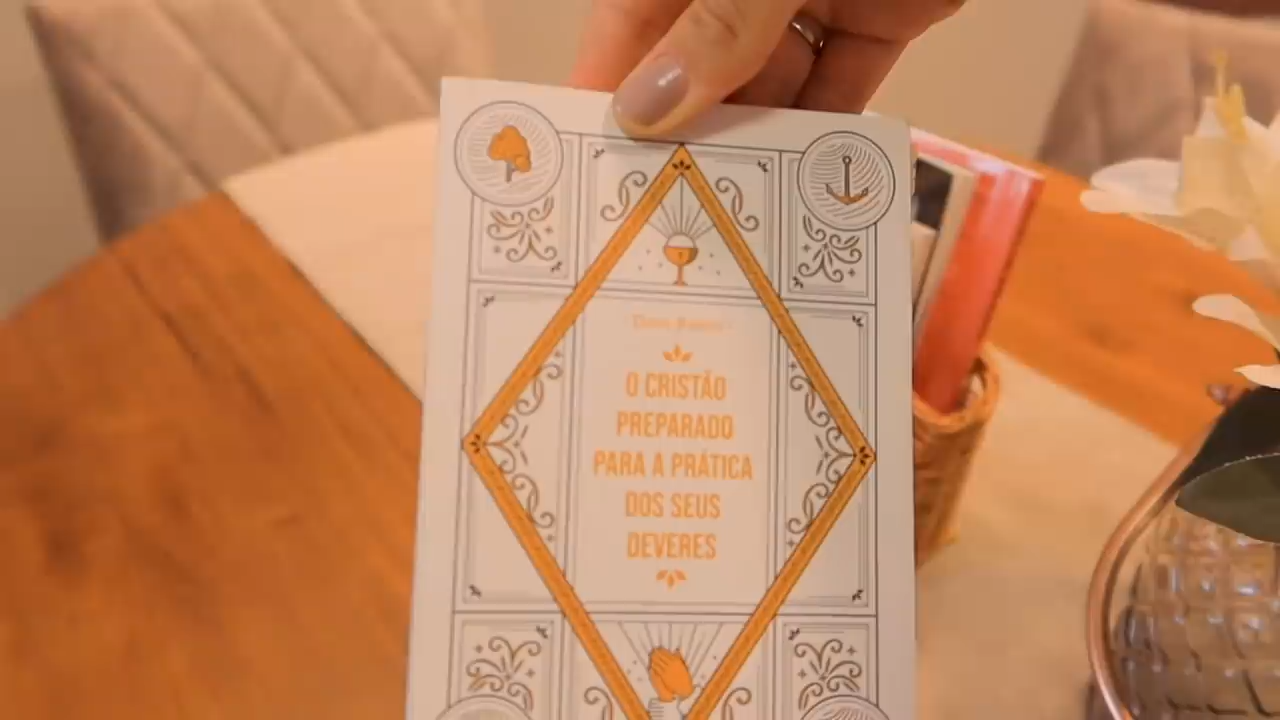 O CRISTÃO
PREPARADO
PARA A PRÁTICA
DOS SEUS
DEVERES